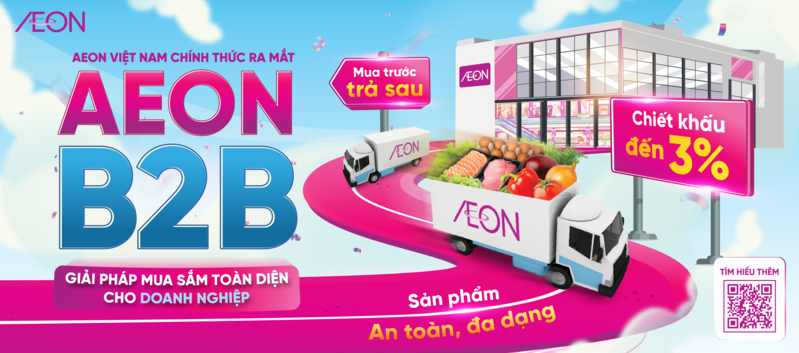 AEON
AEON VIỆT NAM CHÍNH THỨC RA MẮT
AEON
B2B
GIẢI PHÁP MUA SẮM TOÀN DIỆN
CHO DOANH NGHIỆP
Mua trước
trả sau
AEON
AEON
Chiết khấu
đến 3%
AEON
Sản phẩm
An toàn, đa dạng
TÌM HIỂU THÊM